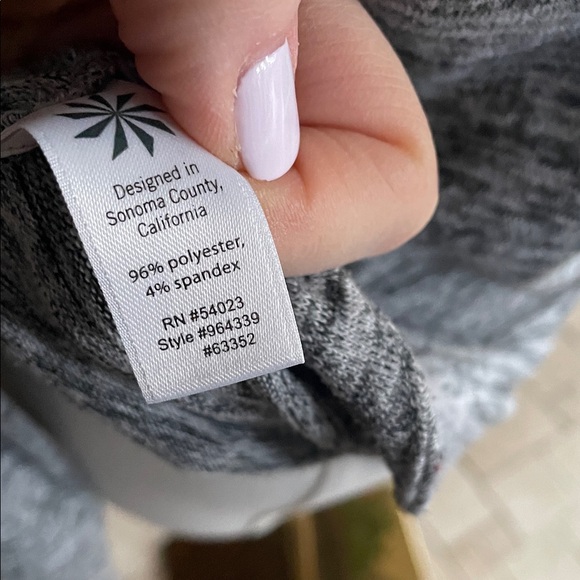 Designed in
Sonoma County,
California
96% polyester,
4% spandex
RN #54023
Style #964339
#63352